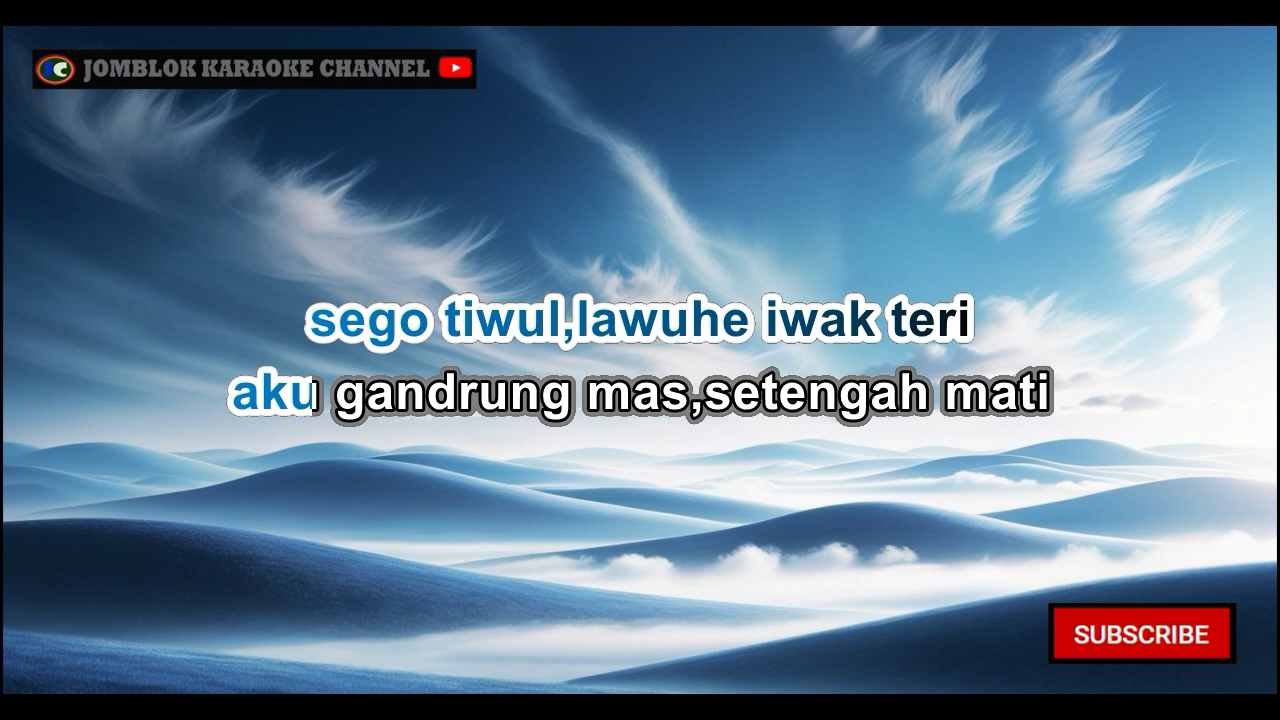 JOMBLOK KARAOKE CHANNEL
sego tiwul,lawuhe iwak teri
aku gandrung mas,setengah mati
SUBSCRIBE